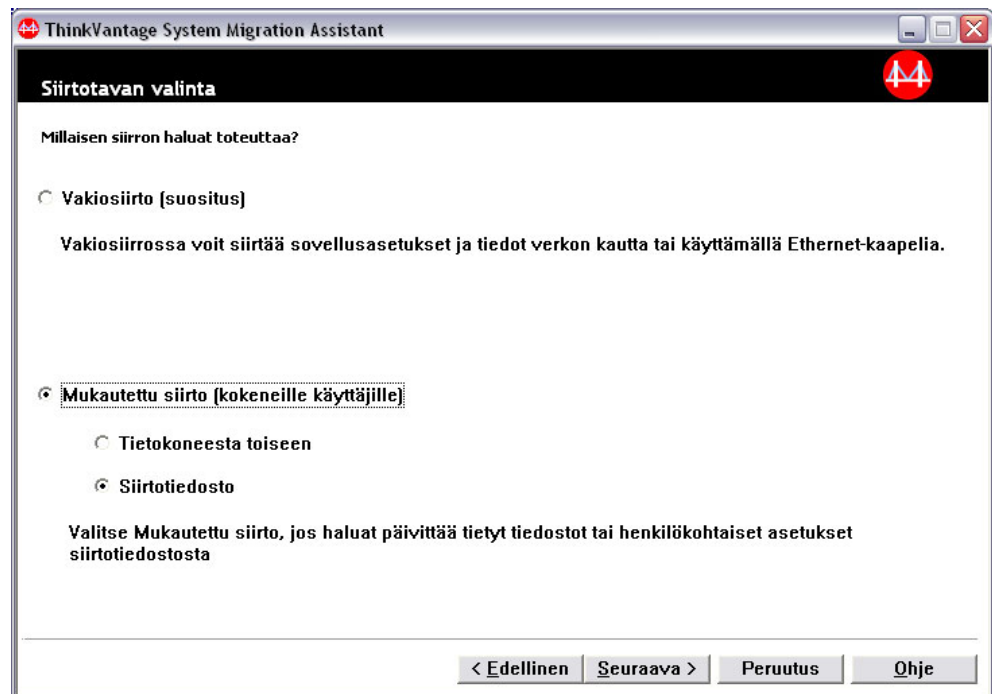 ThinkVantage System Migration Assistant
Siirtotavan valinta
Millaisen siirron haluat toteuttaa?
Vakiosiirto (suositus)
Vakiosiirrossa voit siirtää sovellusasetukset ja tiedot verkon kautta tai käyttämällä Ethernet-kaapelia.
Mukautettu siirto (kokeneille käyttäjille)
Tietokoneesta toiseen
Siirtotiedosto
Valitse Mukautettu siirto, jos haluat päivittää tietyt tiedostot tai henkilökohtaiset asetukset
siirtotiedostosta
< Edellinen Seuraava > Peruutus Ohje